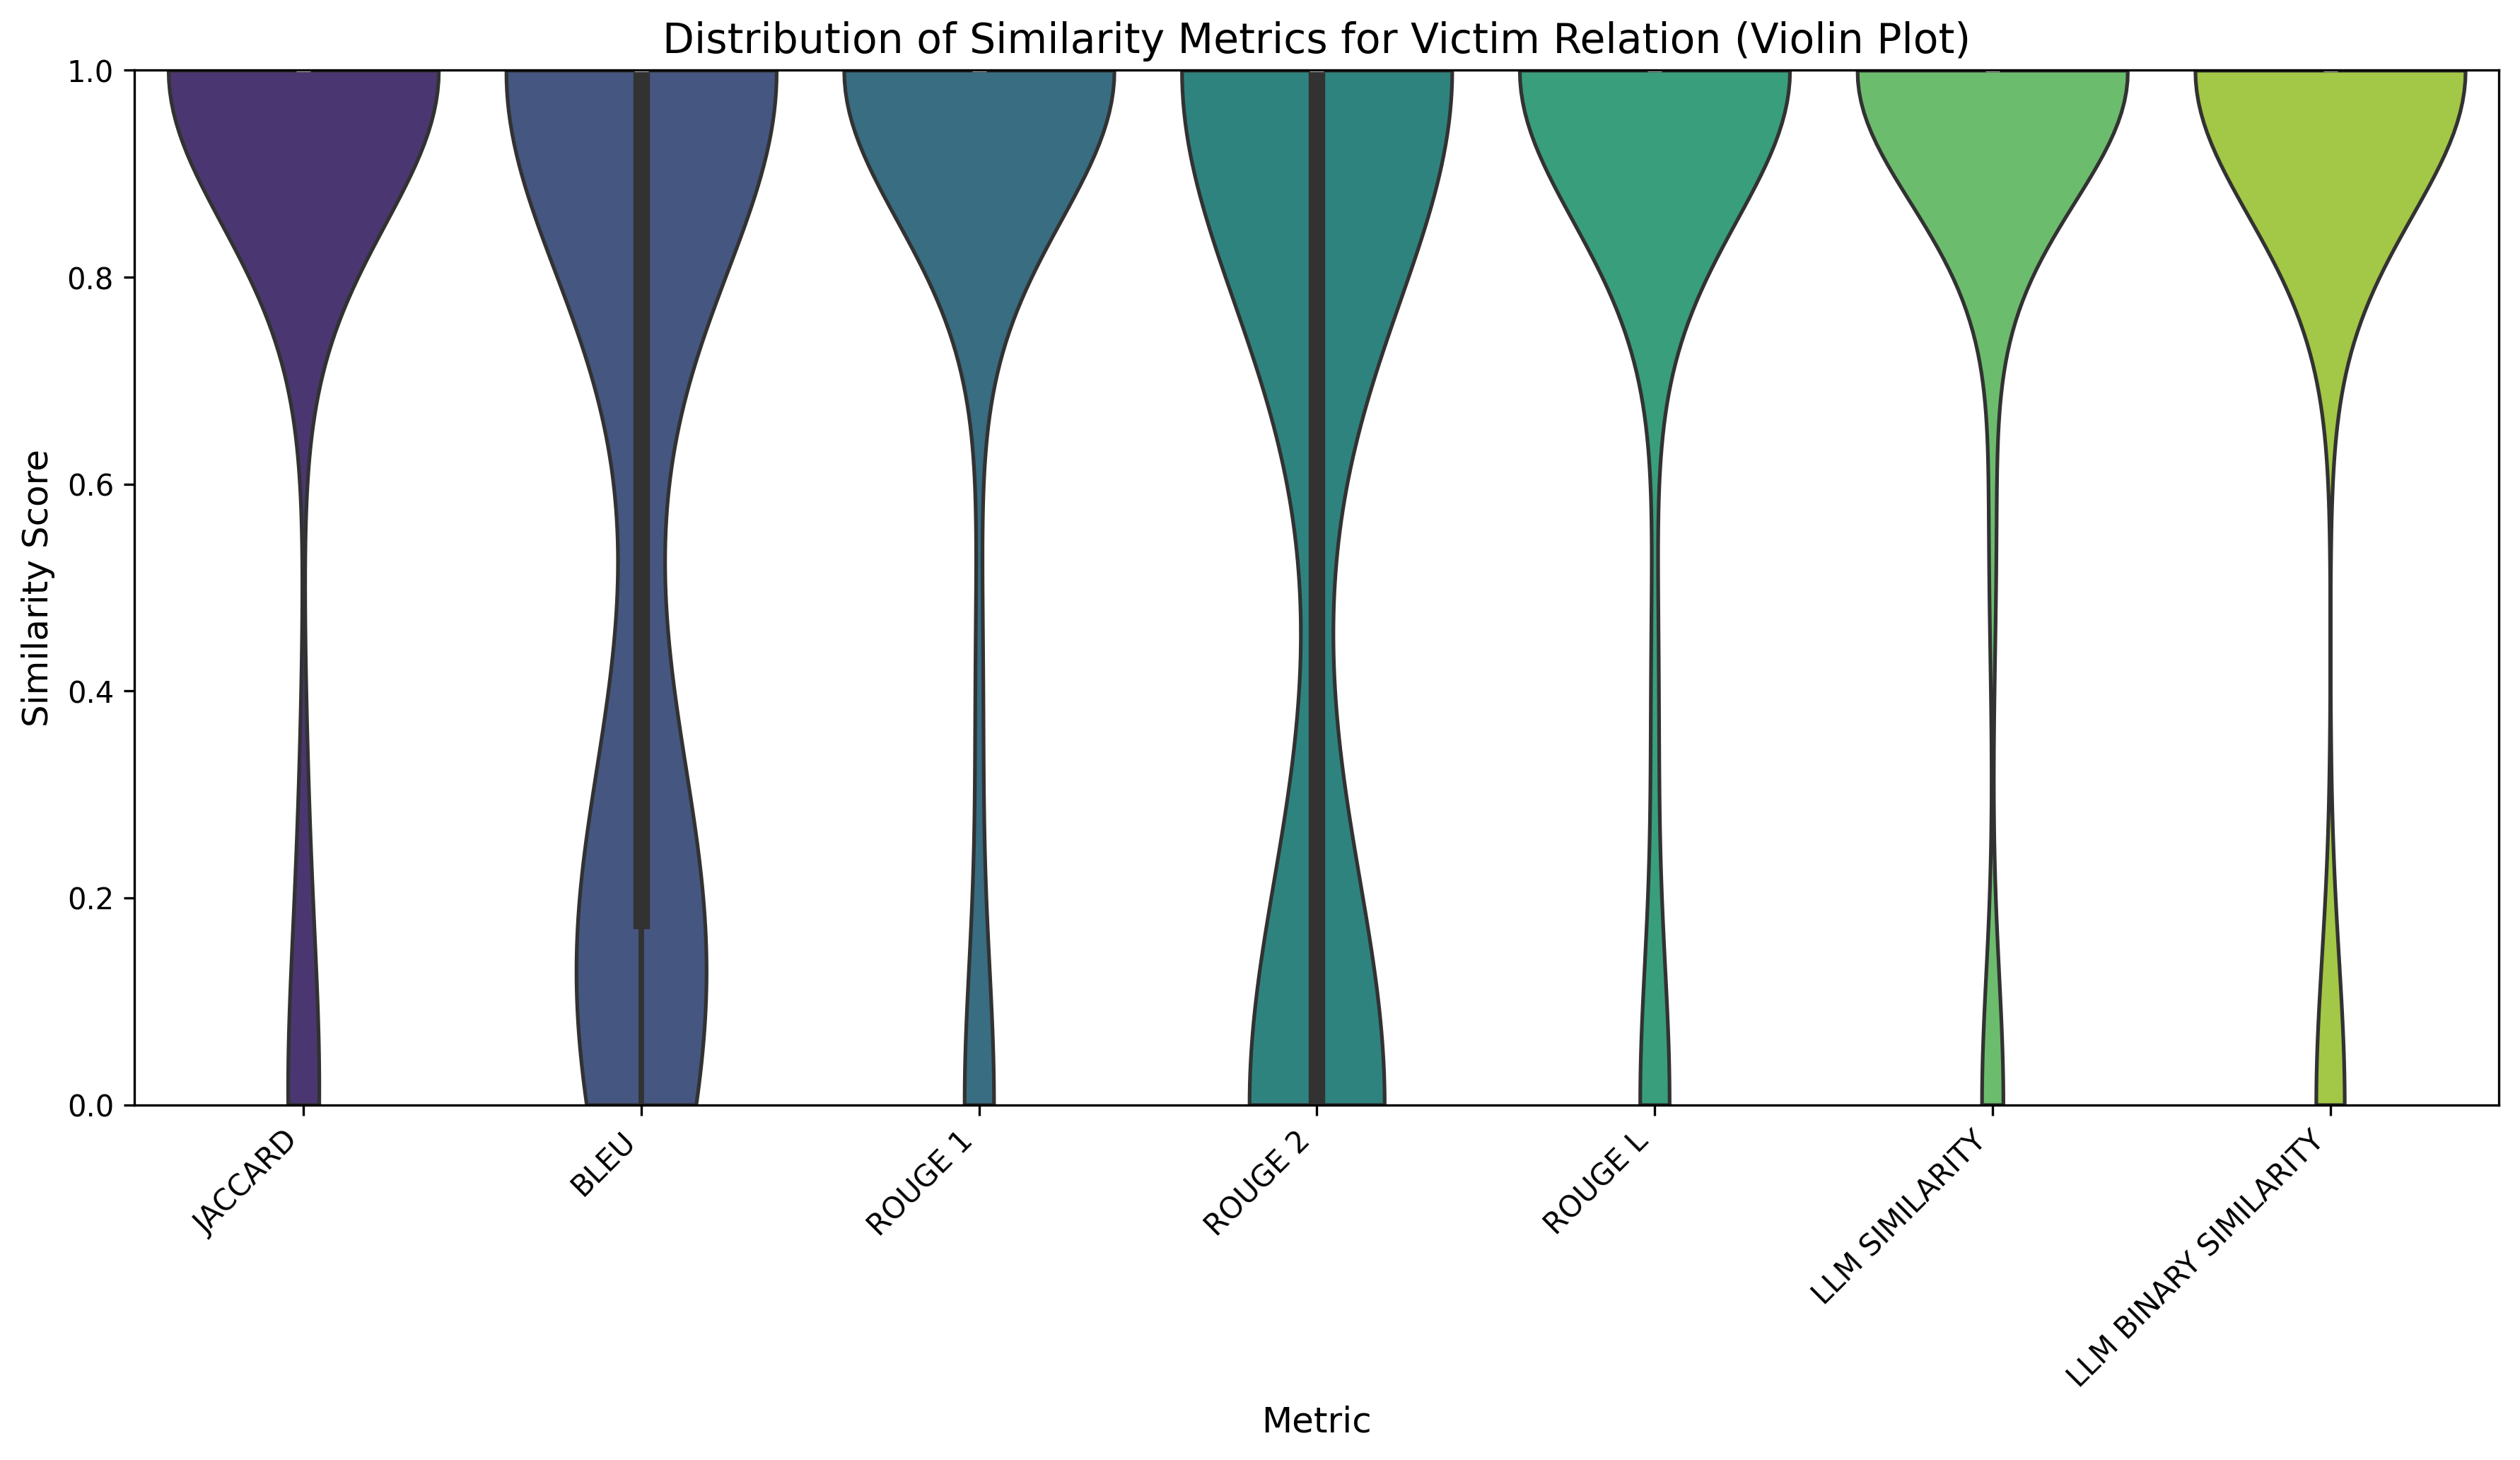 Distribution of Similarity Metrics for Victim Relation (Violin Plot)
1.0
0.8
0.6
0.4
0.2
0.0
Similarity Score
JACCARD
BLEU
ROUGE 1
ROUGE 2
ROUGE L
LLM SIMILARITY
LLM BINARY SIMILARITY
Metric